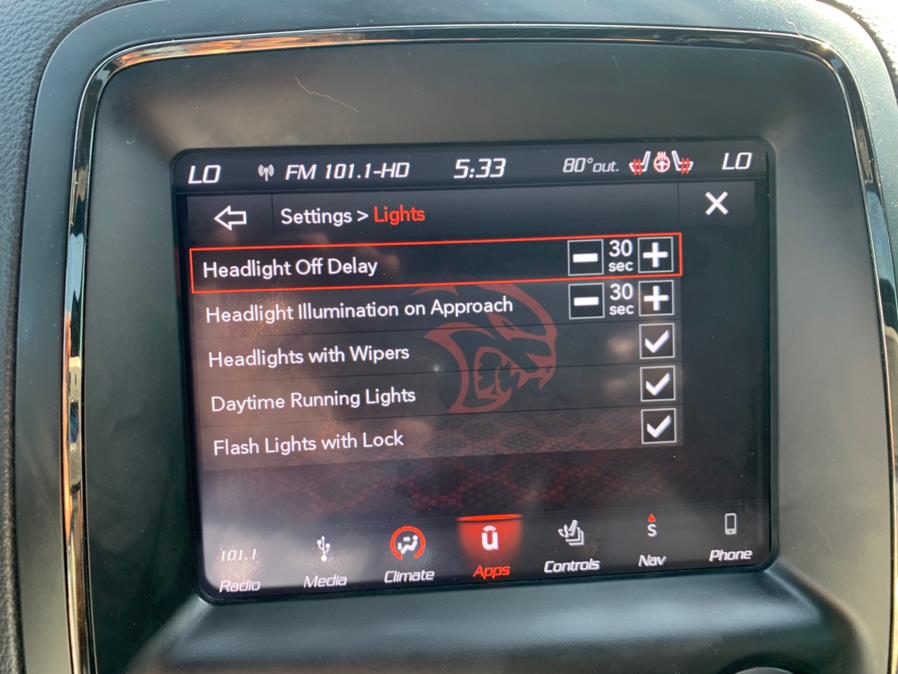 LO FM 101.1-HD 5:33 80°out. LO
Settings > Lights
Headlight Off Delay 30 sec
Headlight Illumination on Approach 30 sec
Headlights with Wipers
Daytime Running Lights
Flash Lights with Lock
101.1 ū S
Radio Media Climate Apps Controls Nav Phone